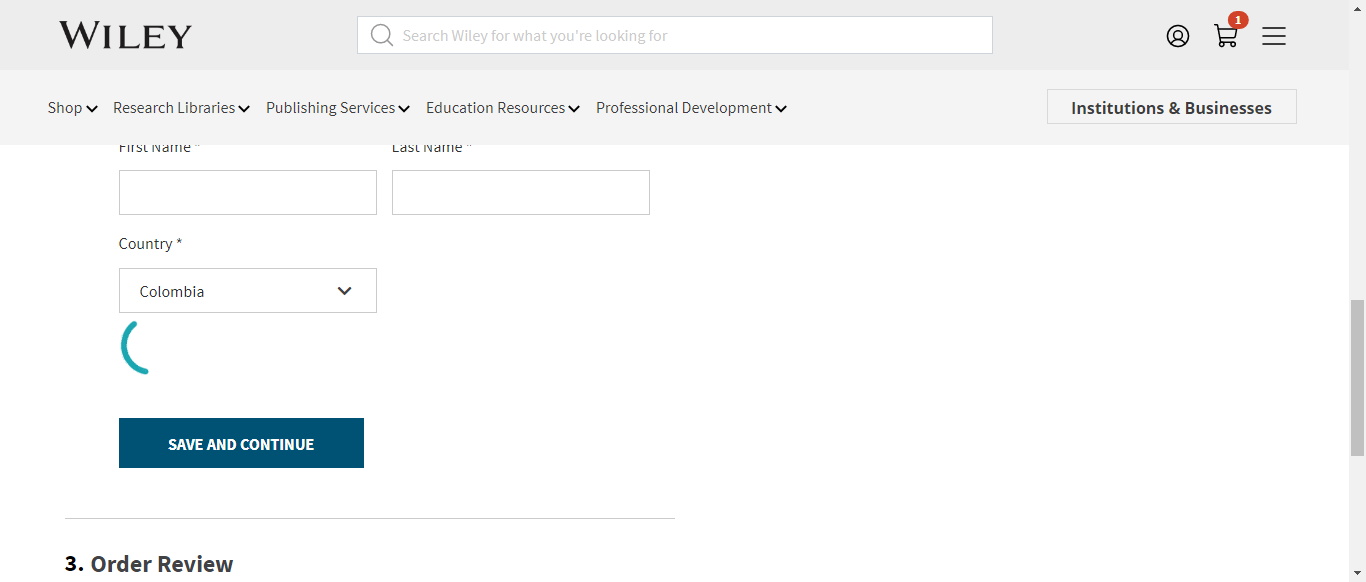 WILEY
Search Wiley for what you're looking for
1
Shop
Research Libraries
Publishing Services
Education Resources
Professional Development
Institutions & Businesses
First Name *
Last Name *
Country *
Colombia
SAVE AND CONTINUE
3. Order Review